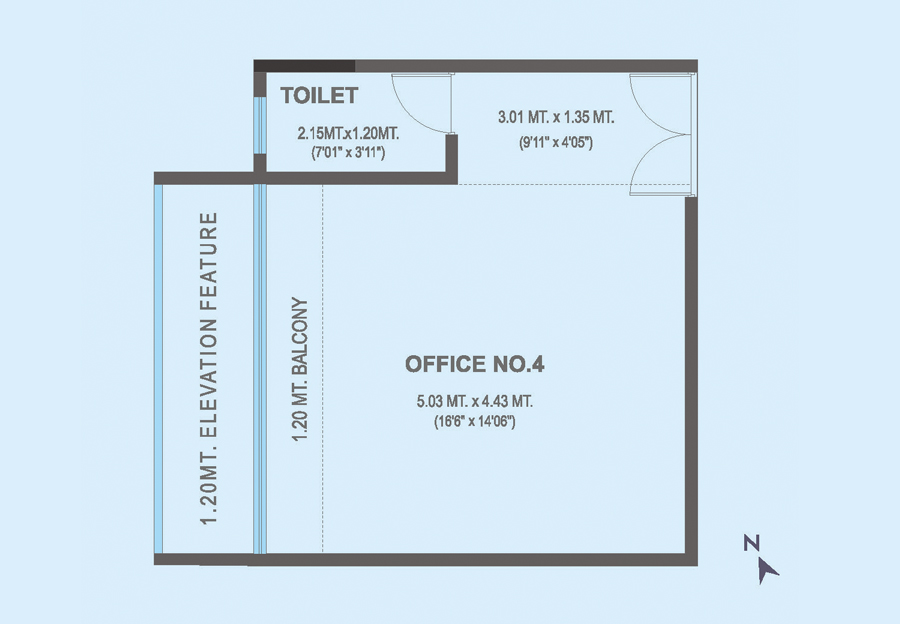 TOILET
2.15MT.x1.20MT.
(7'01" x 3'11")
3.01 MT. x 1.35 MT.
(9'11" x 4'05")
1.20MT. ELEVATION FEATURE
1.20 MT. BALCONY
OFFICE NO.4
5.03 MT. x 4.43 MT.
(16'6" x 14'06")
N